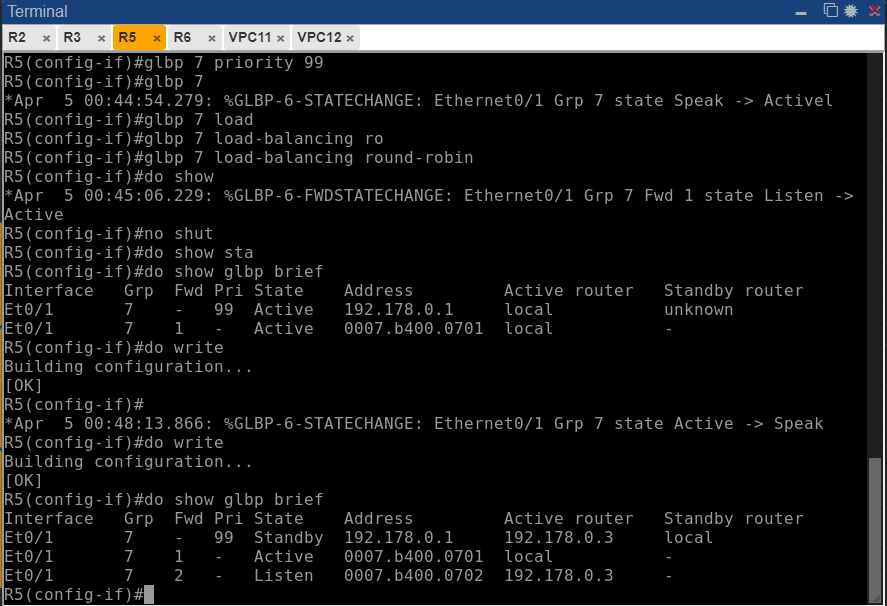 Terminal
R2 × R3 × R5 × R6 × VPC11 × VPC12 ×
R5(config-if)#glbp 7 priority 99
R5(config-if)#glbp 7
*Apr  5 00:44:54.279: %GLBP-6-STATECHANGE: Ethernet0/1 Grp 7 state Speak -> Activel
R5(config-if)#glbp 7 load
R5(config-if)#glbp 7 load-balancing ro
R5(config-if)#glbp 7 load-balancing round-robin
R5(config-if)#do show
*Apr  5 00:45:06.229: %GLBP-6-FWDSTATECHANGE: Ethernet0/1 Grp 7 Fwd 1 state Listen ->
Active
R5(config-if)#no shut
R5(config-if)#do show sta
R5(config-if)#do show glbp brief
Interface   Grp  Fwd Pri State    Address         Active router   Standby router
Et0/1       7    -   99  Active   192.178.0.1     local           unknown
Et0/1       7    1   -   Active   0007.b400.0701  local           -
R5(config-if)#do write
Building configuration...
[OK]
R5(config-if)#
*Apr  5 00:48:13.866: %GLBP-6-STATECHANGE: Ethernet0/1 Grp 7 state Active -> Speak
R5(config-if)#do write
Building configuration...
[OK]
R5(config-if)#do show glbp brief
Interface   Grp  Fwd Pri State    Address         Active router   Standby router
Et0/1       7    -   99  Standby  192.178.0.1     192.178.0.3     local
Et0/1       7    1   -   Active   0007.b400.0701  local           -
Et0/1       7    2   -   Listen   0007.b400.0702  192.178.0.3     -
R5(config-if)#